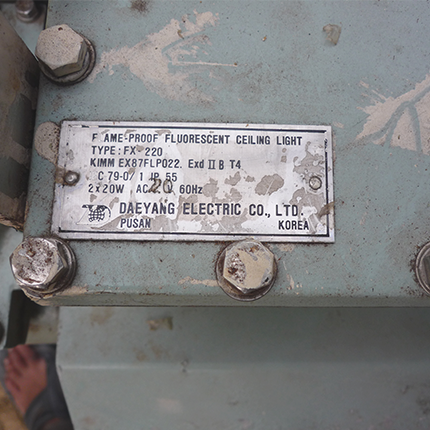 F AME-PROOF FLUORESCENT CEILING LIGHT
TYPE: FX-220
KIMM EX87FLP022. Exd II B T4
C 79-0/ 1 IP 55
2x20W AC 20 60Hz
DAEYANG ELECTRIC CO., LTD.
PUSAN KOREA